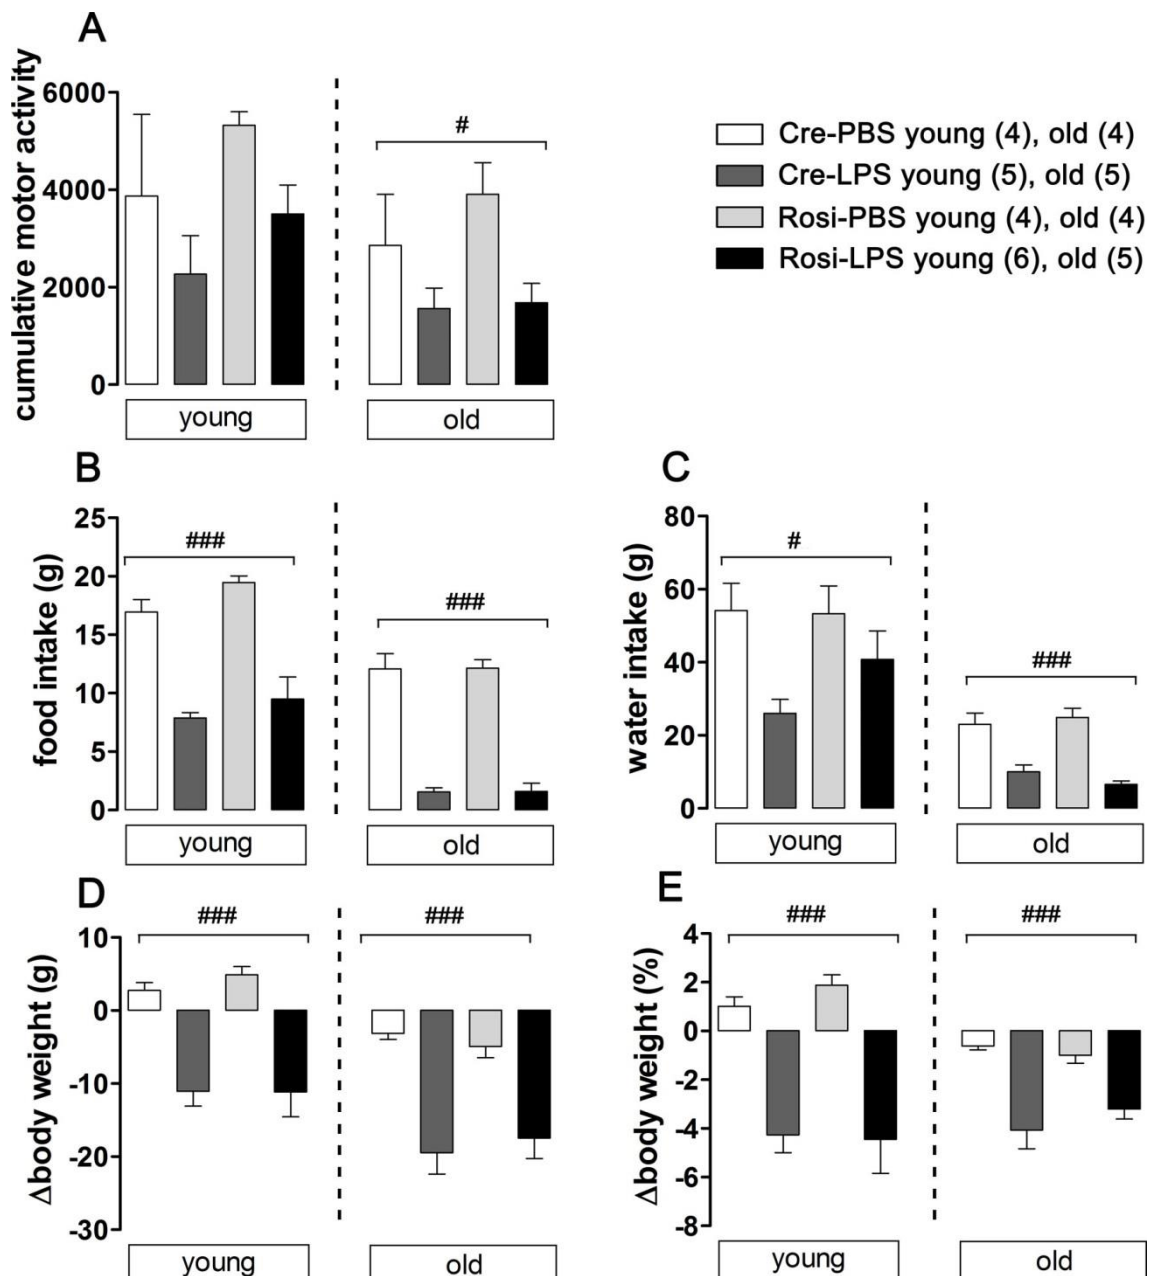 A
cumulative motor activity
6000
4000
2000
0
#
young
old
Cre-PBS young (4), old (4)
Cre-LPS young (5), old (5)
Rosi-PBS young (4), old (4)
Rosi-LPS young (6), old (5)
B
food intake (g)
25
20
15
10
5
0
###
###
young
old
C
water intake (g)
80
60
40
20
0
#
###
young
old
D
Δbody weight (g)
10
0
-10
-20
-30
###
###
young
old
E
Δbody weight (%)
4
2
0
-2
-4
-6
-8
###
###
young
old